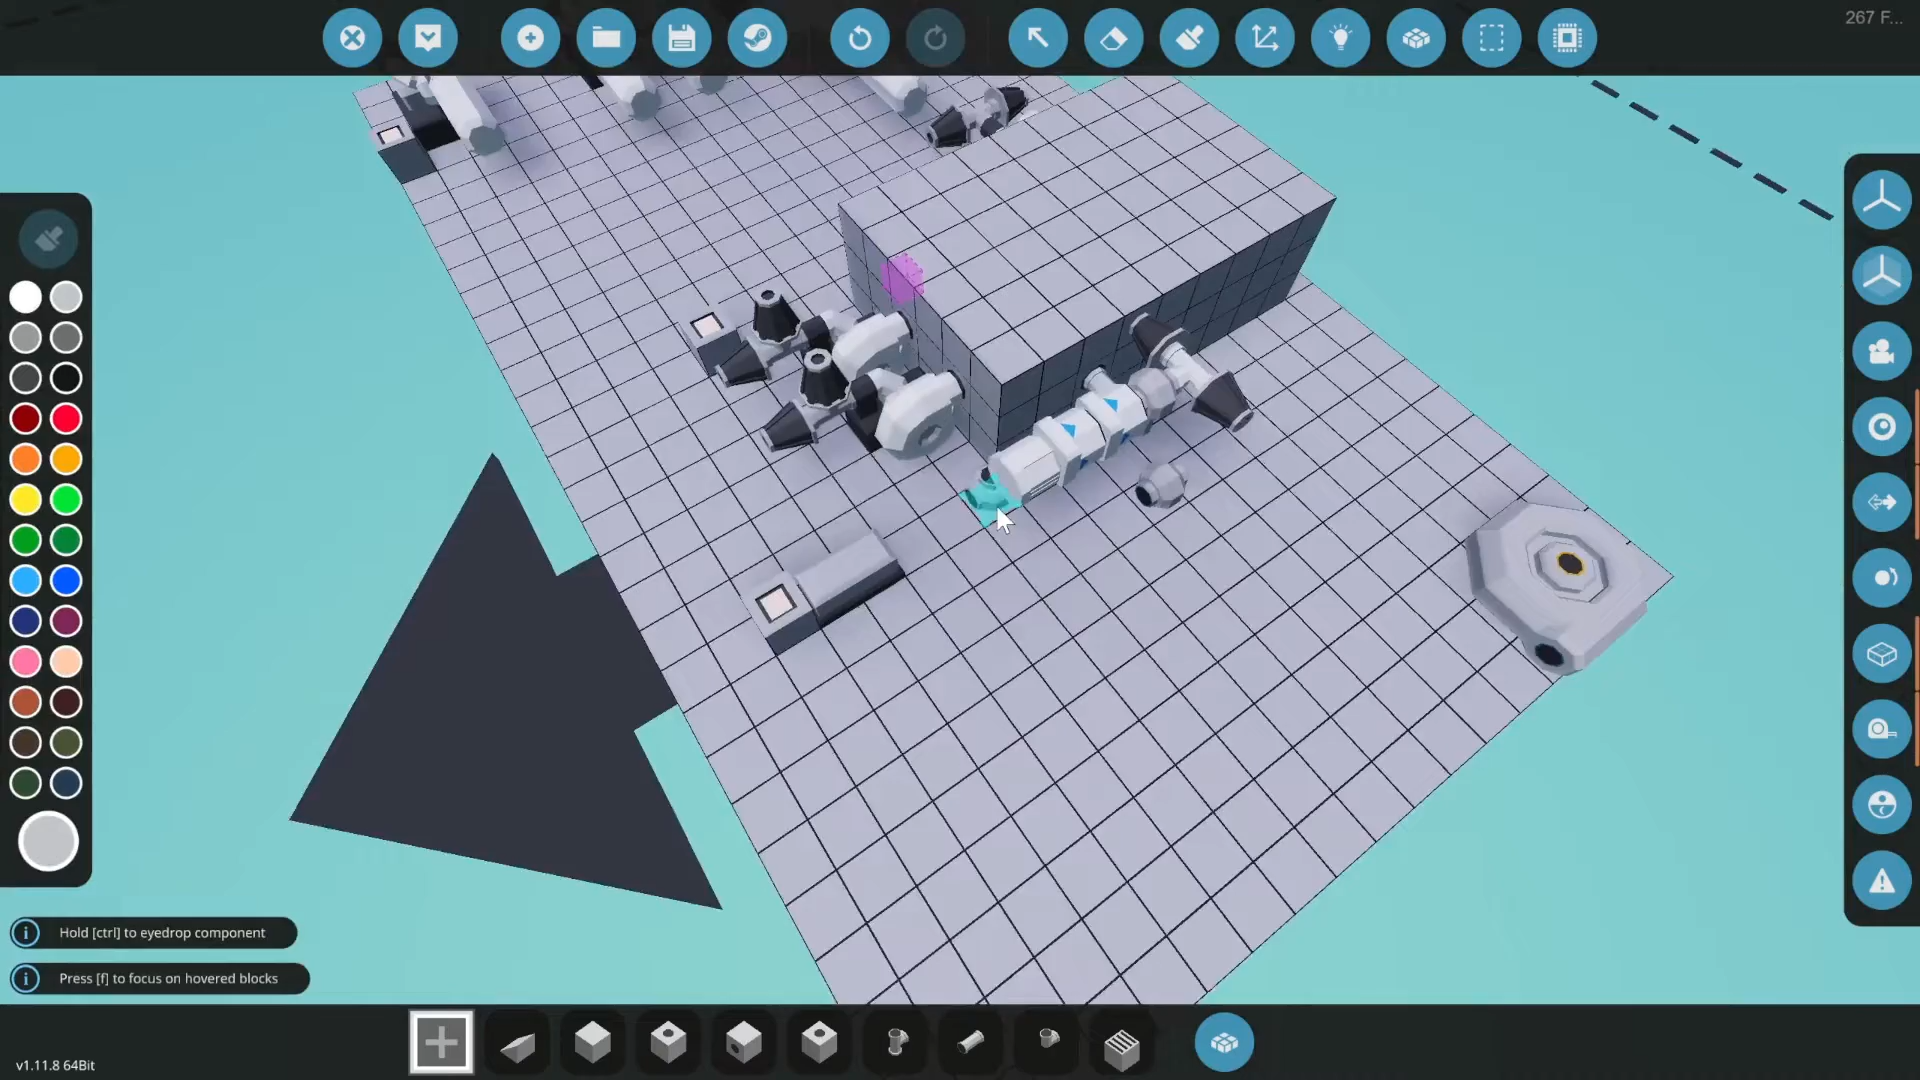 267 F...
Hold [ctrl] to eyedrop component
Press [f] to focus on hovered blocks
v1.11.8 64Bit